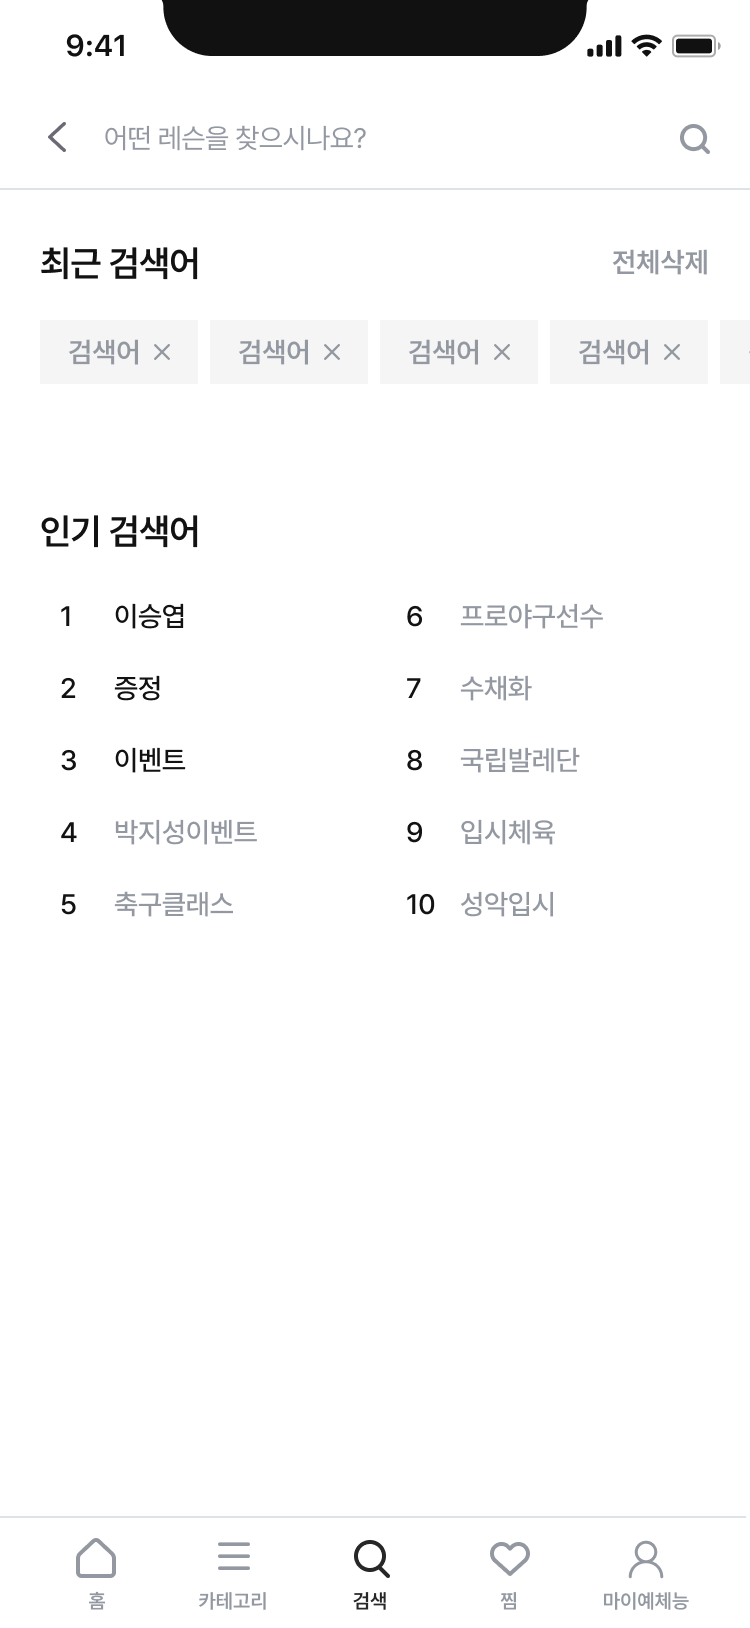 9:41
어떤 레슨을 찾으시나요?
최근 검색어 전체삭제
검색어 검색어 검색어 검색어
인기 검색어
1 이승엽
2 증정
3 이벤트
4 박지성이벤트
5 축구클래스
6 프로야구선수
7 수채화
8 국립발레단
9 입시체육
10 성악입시
홈 카테고리 검색 찜 마이예체능